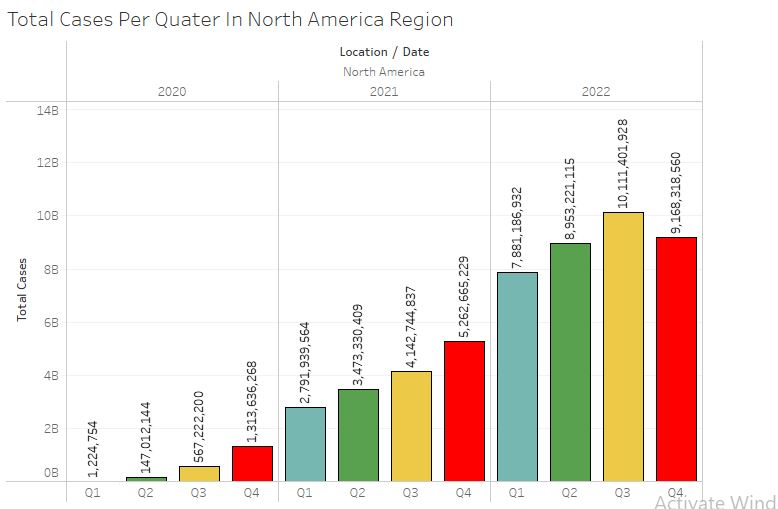 Total Cases Per Quater In North America Region
Location / Date
North America
2020 2021 2022
14B
12B
10B
8B
6B
4B
2B
0B
Total Cases
1,224,754
147,012,144
567,222,200
1,313,636,268
2,791,939,564
3,473,330,409
4,142,744,837
5,262,665,229
7,881,186,932
8,953,221,115
10,111,401,928
9,168,318,560
Q1 Q2 Q3 Q4 Q1 Q2 Q3 Q4 Q1 Q2 Q3 Q4
Activate Wind